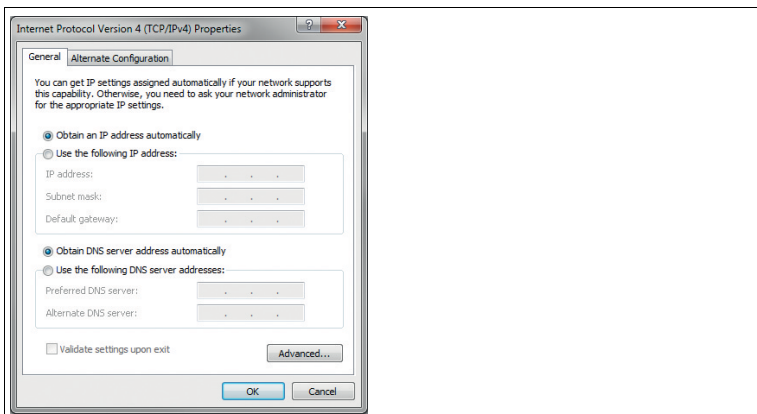 Internet Protocol Version 4 (TCP/IPv4) Properties
General
Alternate Configuration
You can get IP settings assigned automatically if your network supports
this capability. Otherwise, you need to ask your network administrator
for the appropriate IP settings.
Obtain an IP address automatically
Use the following IP address:
IP address:
Subnet mask:
Default gateway:
Obtain DNS server address automatically
Use the following DNS server addresses:
Preferred DNS server:
Alternate DNS server:
Validate settings upon exit
Advanced...
OK
Cancel